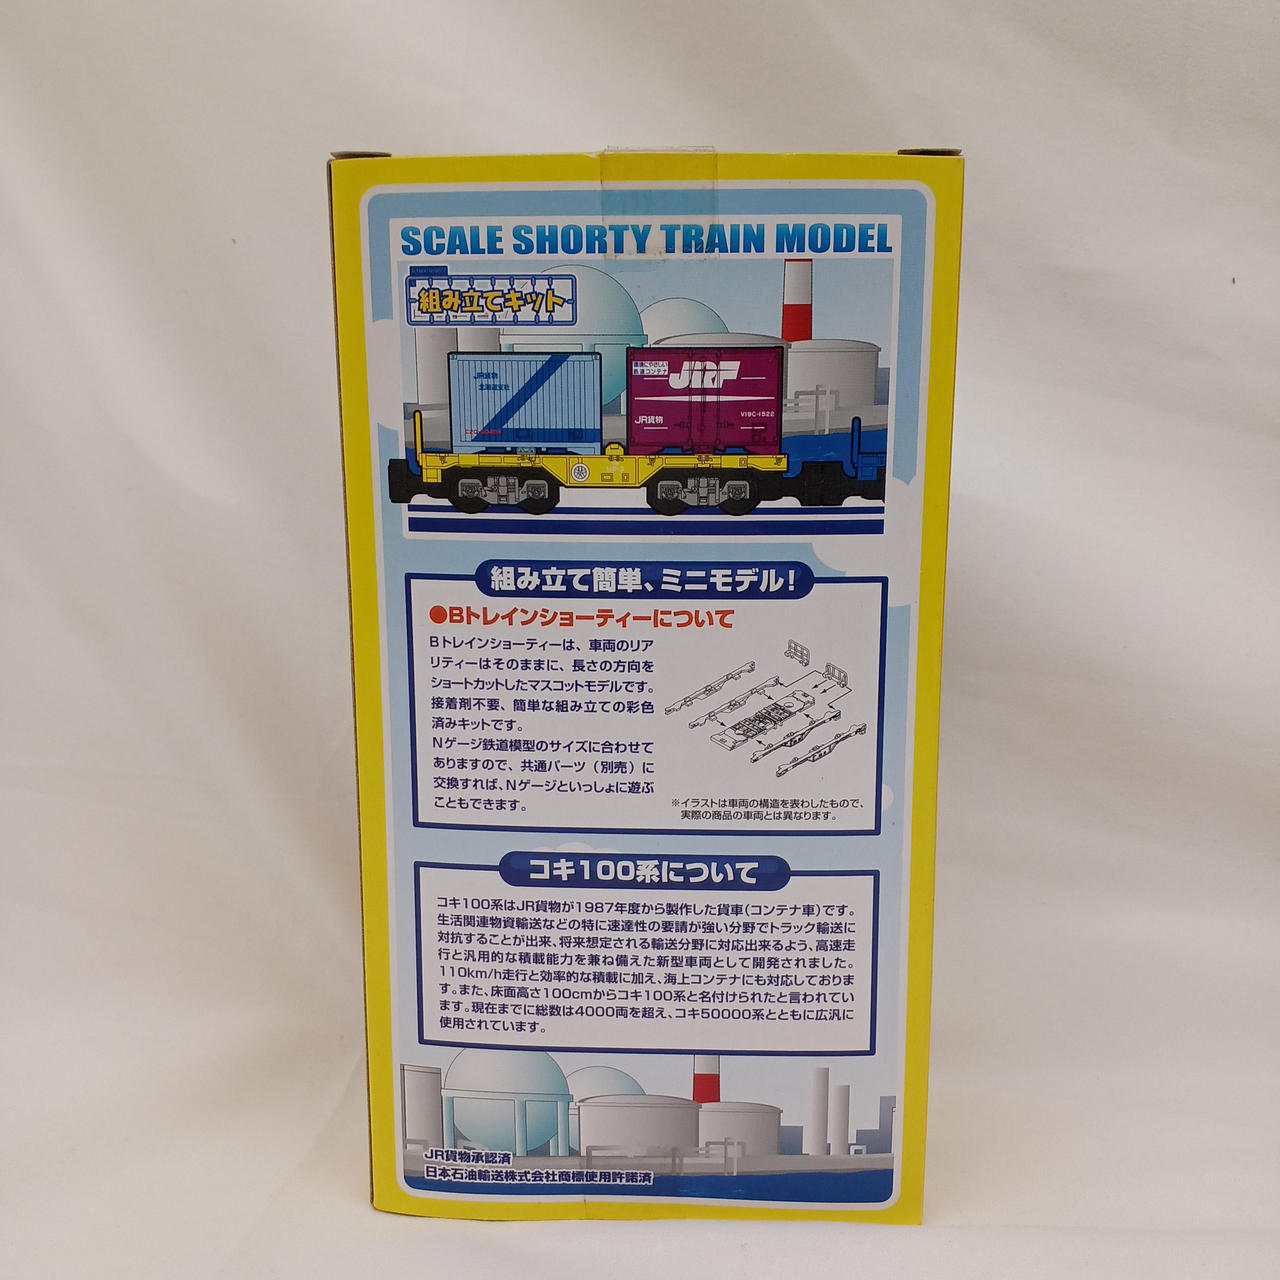 SCALE SHORTY TRAIN MODEL
組み立てキット
JR貨物
北海道支社
環境にやさしい
鉄道コンテナ
JRF
JR貨物
V19C-1522
組み立て簡単、ミニモデル!
●Bトレインショーティーについて
Bトレインショーティーは、車両のリア
リティーはそのままに、長さの方向を
ショートカットしたマスコットモデルです。
接着剤不要、簡単な組み立ての彩色
済みキットです。
Nゲージ鉄道模型のサイズに合わせて
ありますので、共通パーツ(別売)に
交換すれば、Nゲージといっしょに遊ぶ
こともできます。
※イラストは車両の構造を表わしたもので、
実際の商品の車両とは異なります。
コキ100系について
コキ100系はJR貨物が1987年度から製作した貨車(コンテナ車)です。
生活関連物資輸送などの特に速達性の要請が強い分野でトラック輸送に
対抗することが出来、将来想定される輸送分野に対応出来るよう、高速走
行と汎用的な積載能力を兼ね備えた新型車両として開発されました。
110km/h走行と効率的な積載に加え、海上コンテナにも対応しておりま
す。また、床面高さ100cmからコキ100系と名付けられたと言われてい
ます。現在までに総数は4000両を超え、コキ50000系とともに広汎に
使用されています。
JR貨物承認済
日本石油輸送株式会社商標使用許諾済